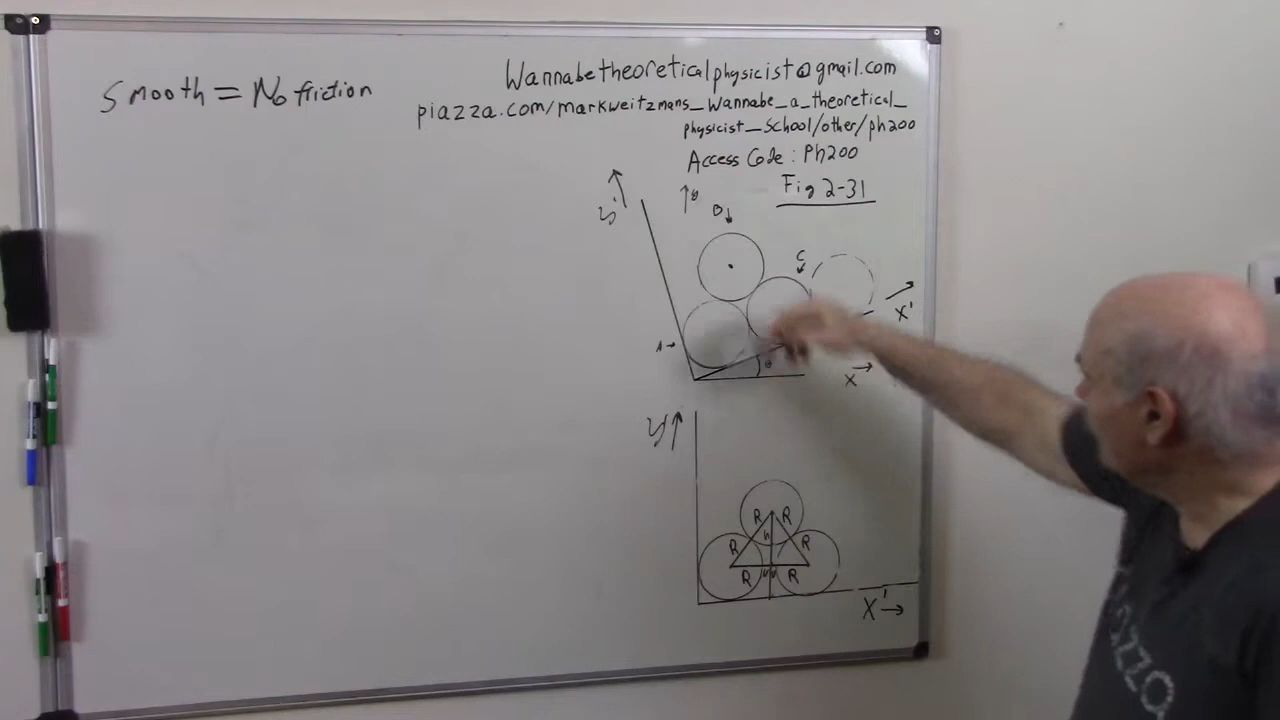 Smooth = No friction
Wannabetheoreticalphysicist@gmail.com
piazza.com/markweitzmans_wannabe_a_theoretical_
physicist_school/other/ph200
Access Code: Ph200
Fig 2-31
y'
y
B
C
A
θ
X'
X
y'
R R
h
R R
R R
X'